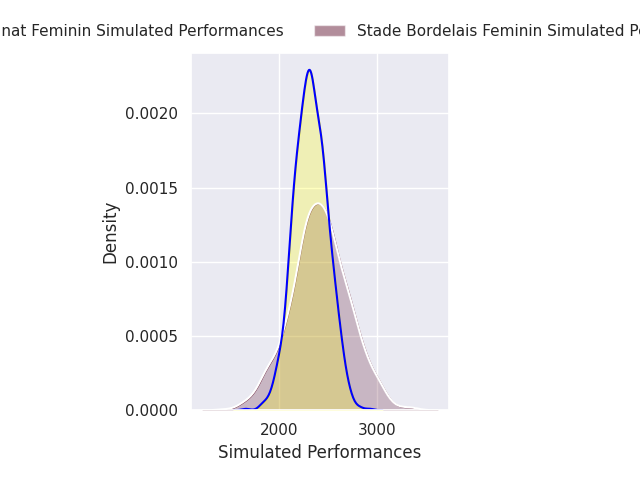 nat Feminin Simulated Performances
Stade Bordelais Feminin Simulated P
0.0020
0.0015
0.0010
0.0005
0.0000
Density
2000
3000
Simulated Performances